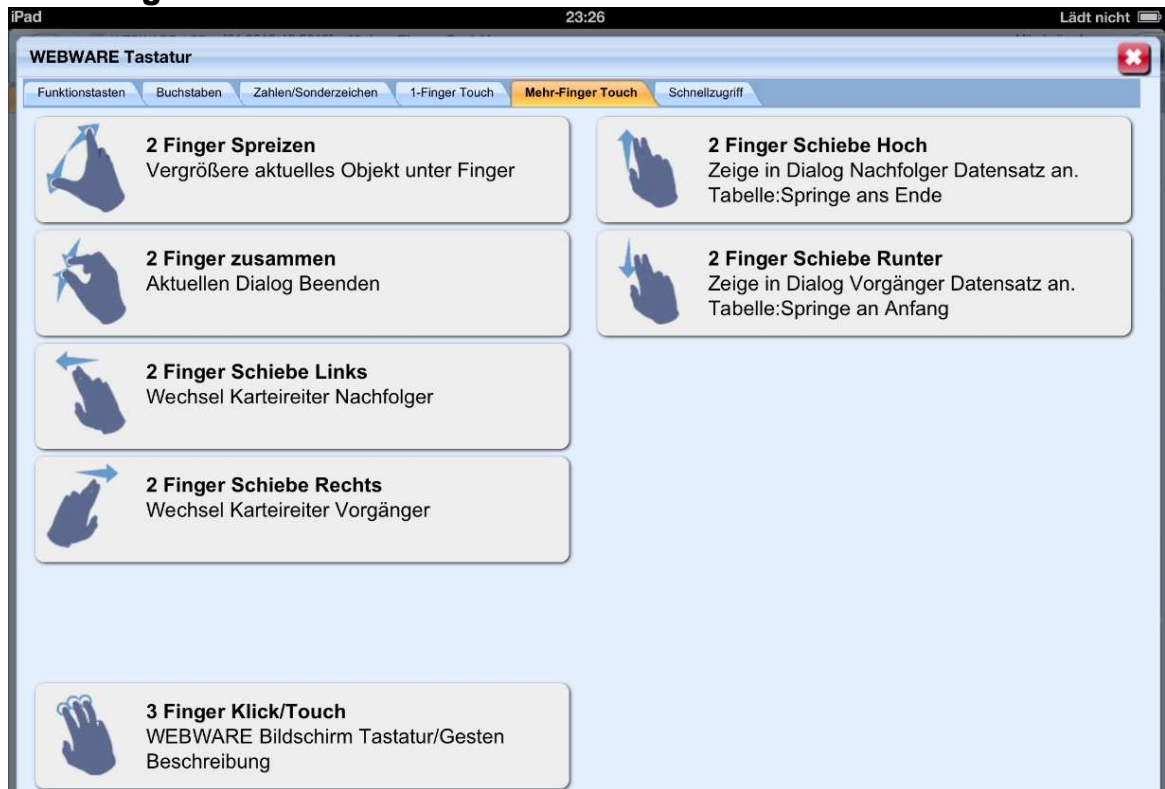 iPad 23:26 Lädt nicht
WEBWARE Tastatur
Funktionstasten Buchstaben Zahlen/Sonderzeichen 1-Finger Touch Mehr-Finger Touch Schnellzugriff
2 Finger Spreizen
Vergrößere aktuelles Objekt unter Finger
2 Finger zusammen
Aktuellen Dialog Beenden
2 Finger Schiebe Links
Wechsel Karteireiter Nachfolger
2 Finger Schiebe Rechts
Wechsel Karteireiter Vorgänger
3 Finger Klick/Touch
WEBWARE Bildschirm Tastatur/Gesten
Beschreibung
2 Finger Schiebe Hoch
Zeige in Dialog Nachfolger Datensatz an.
Tabelle:Springe ans Ende
2 Finger Schiebe Runter
Zeige in Dialog Vorgänger Datensatz an.
Tabelle:Springe an Anfang